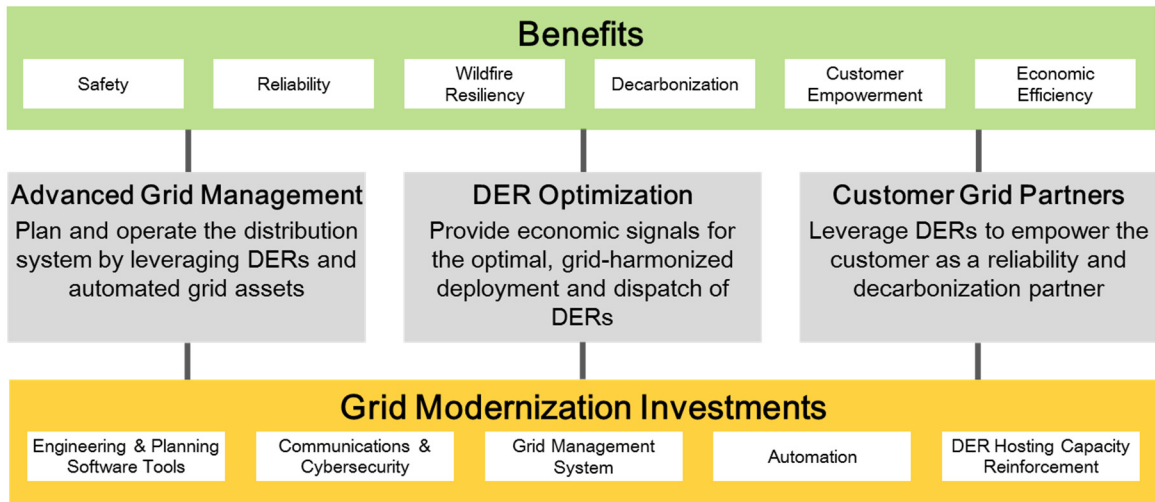 Benefits
Safety
Reliability
Wildfire
Resiliency
Decarbonization
Customer
Empowerment
Economic
Efficiency
Advanced Grid Management
Plan and operate the distribution
system by leveraging DERs and
automated grid assets
DER Optimization
Provide economic signals for
the optimal, grid-harmonized
deployment and dispatch of
DERs
Customer Grid Partners
Leverage DERs to empower the
customer as a reliability and
decarbonization partner
Grid Modernization Investments
Engineering & Planning
Software Tools
Communications &
Cybersecurity
Grid Management
System
Automation
DER Hosting Capacity
Reinforcement